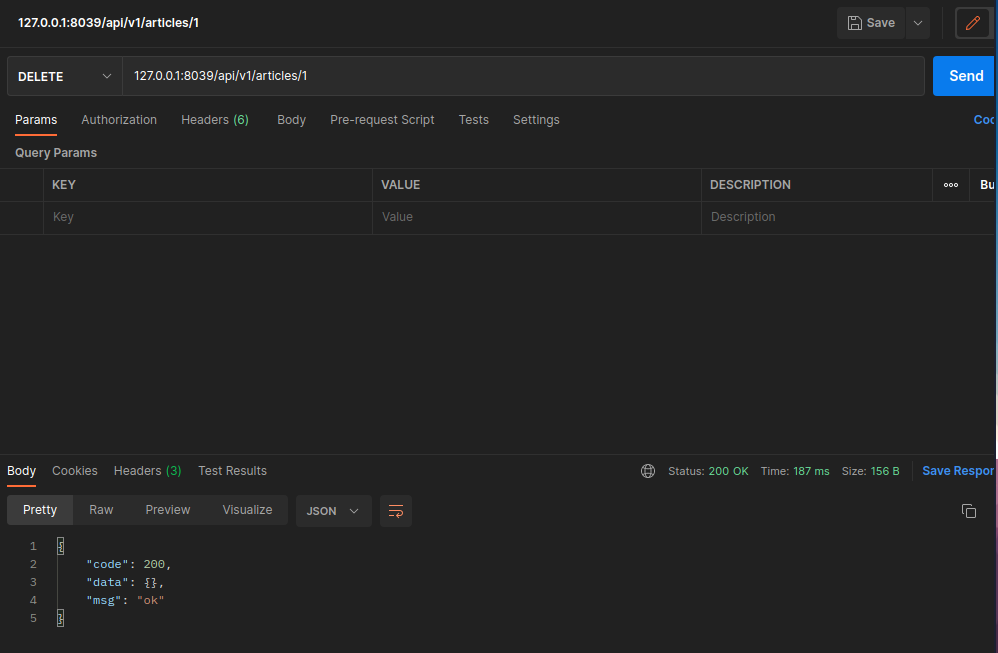 127.0.0.1:8039/api/v1/articles/1
Save
DELETE 127.0.0.1:8039/api/v1/articles/1 Send
Params Authorization Headers (6) Body Pre-request Script Tests Settings Coo
Query Params
KEY VALUE DESCRIPTION ooo Bu
Key Value Description
Body Cookies Headers (3) Test Results Status: 200 OK Time: 187 ms Size: 156 B Save Respor
Pretty Raw Preview Visualize JSON
1 {
2 "code": 200,
3 "data": {},
4 "msg": "ok"
5 }